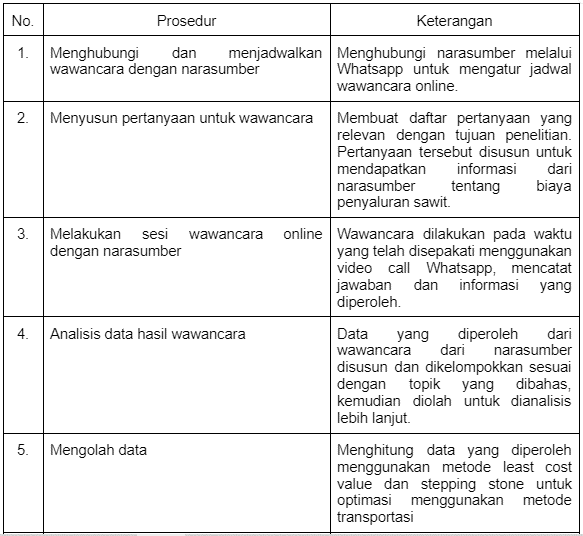 No. Prosedur Keterangan
1. Menghubungi dan menjadwalkan
wawancara dengan narasumber
Menghubungi narasumber melalui
Whatsapp untuk mengatur jadwal
wawancara online.
2. Menyusun pertanyaan untuk wawancara
Membuat daftar pertanyaan yang
relevan dengan tujuan penelitian.
Pertanyaan tersebut disusun untuk
mendapatkan informasi dari
narasumber tentang biaya
penyaluran sawit.
3. Melakukan sesi wawancara online
dengan narasumber
Wawancara dilakukan pada waktu
yang telah disepakati menggunakan
video call Whatsapp, mencatat
jawaban dan informasi yang
diperoleh.
4. Analisis data hasil wawancara
Data yang diperoleh dari
wawancara dari narasumber
disusun dan dikelompokkan sesuai
dengan topik yang dibahas,
kemudian diolah untuk dianalisis
lebih lanjut.
5. Mengolah data
Menghitung data yang diperoleh
menggunakan metode least cost
value dan stepping stone untuk
optimasi menggunakan metode
transportasi